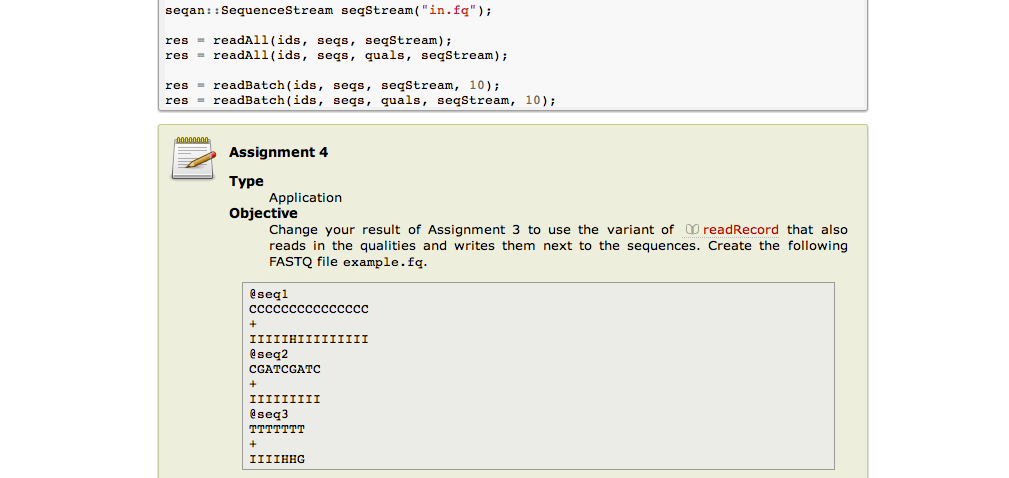 seqan::SequenceStream seqStream("in.fq");
res = readAll(ids, seqs, seqStream);
res = readAll(ids, seqs, quals, seqStream);
res = readBatch(ids, seqs, seqStream, 10);
res = readBatch(ids, seqs, quals, seqStream, 10);
Assignment 4
Type
Application
Objective
Change your result of Assignment 3 to use the variant of readRecord that also
reads in the qualities and writes them next to the sequences. Create the following
FASTQ file example.fq.
@seq1
CCCCCCCCCCCCCCC
+
IIIIIHIIIIIIIII
@seq2
CGATCGATC
+
IIIIIIIII
@seq3
TTTTTTT
+
IIIIHHG